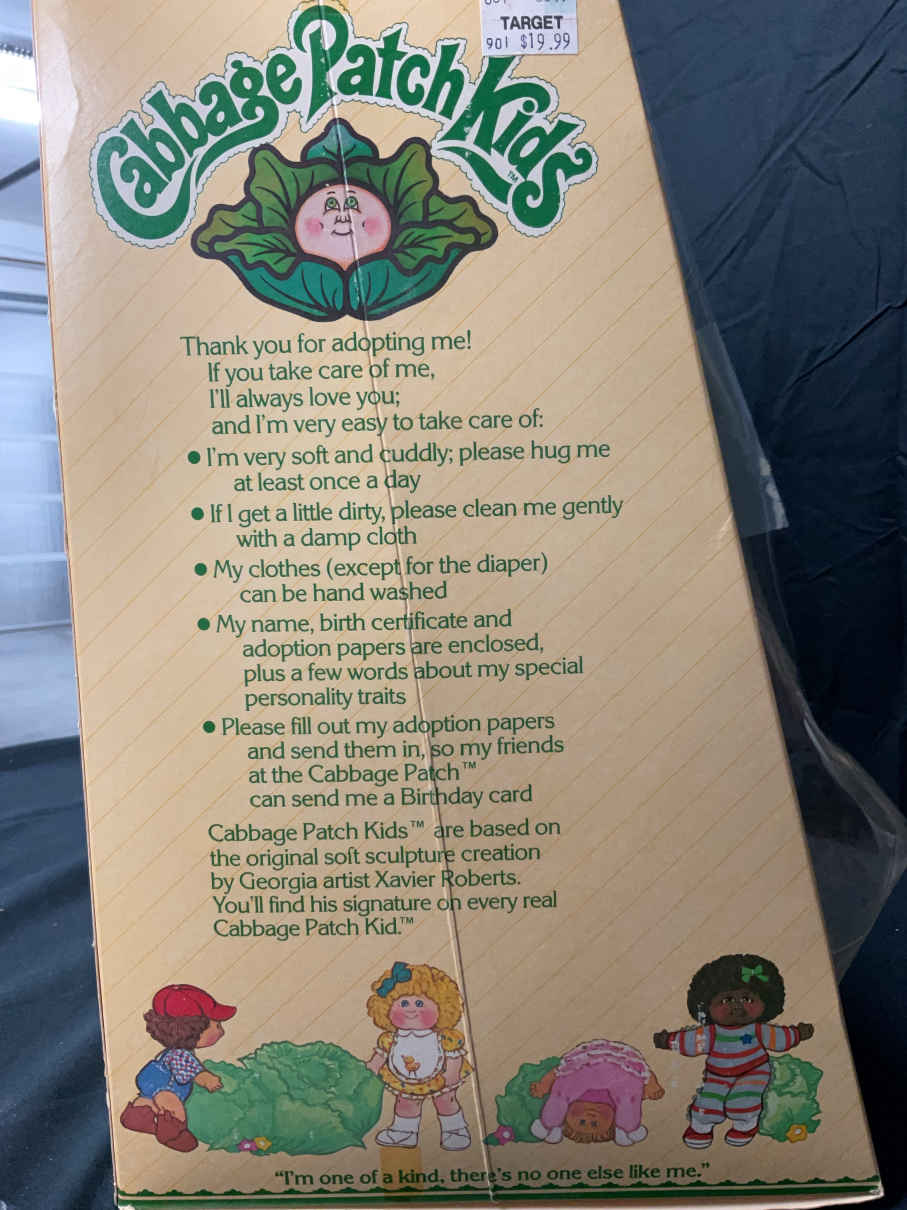 TARGET
901 $19.99
Cabbage Patch Kids™
Thank you for adopting me!
If you take care of me,
I'll always love you;
and I'm very easy to take care of:
● I'm very soft and cuddly; please hug me
at least once a day
● If I get a little dirty, please clean me gently
with a damp cloth
● My clothes (except for the diaper)
can be hand washed
● My name, birth certificate and
adoption papers are enclosed,
plus a few words about my special
personality traits
● Please fill out my adoption papers
and send them in, so my friends
at the Cabbage Patch™
can send me a Birthday card
Cabbage Patch Kids™ are based on
the original soft sculpture creation
by Georgia artist Xavier Roberts.
You'll find his signature on every real
Cabbage Patch Kid.™
"I'm one of a kind, there's no one else like me."